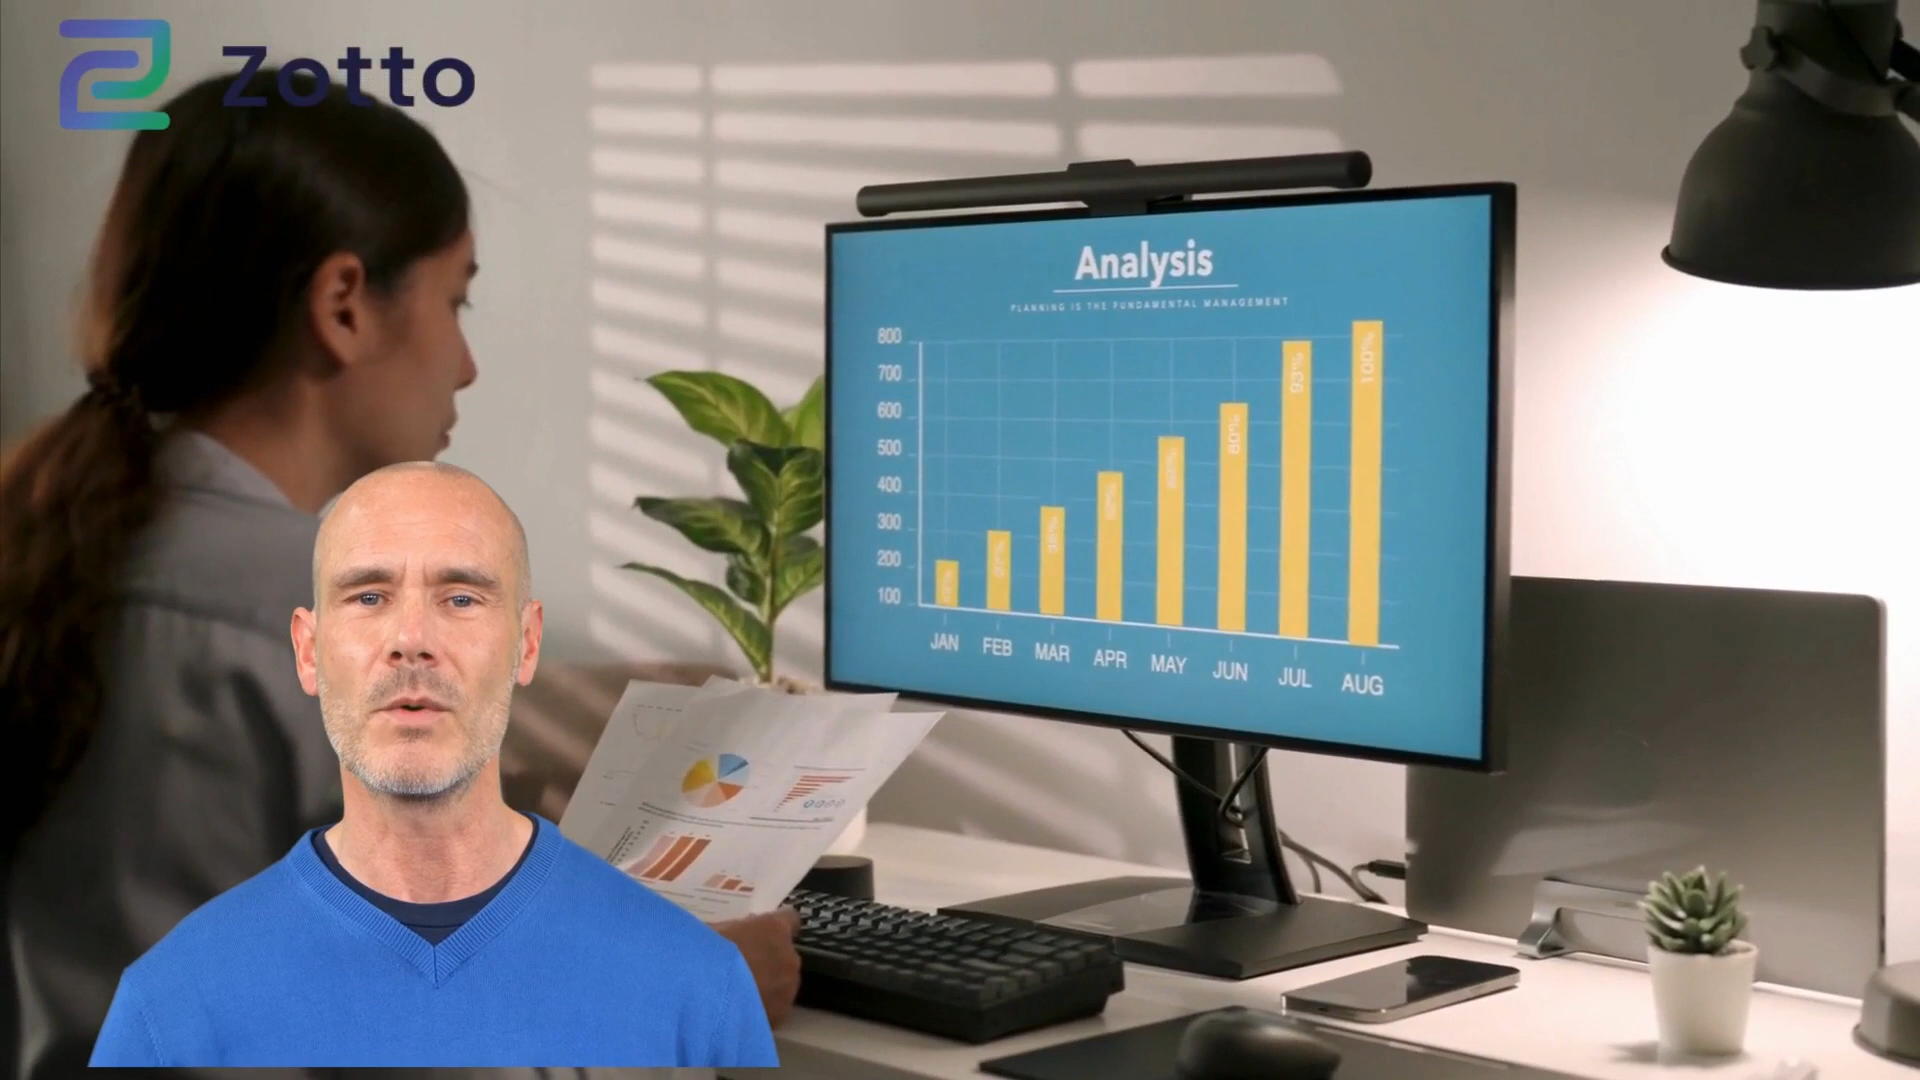 Zotto
Analysis
PLANNING IS THE FUNDAMENTAL MANAGEMENT
800
700
600
500
400
300
200
100
80%
93%
100%
JAN
FEB
MAR
APR
MAY
JUN
JUL
AUG